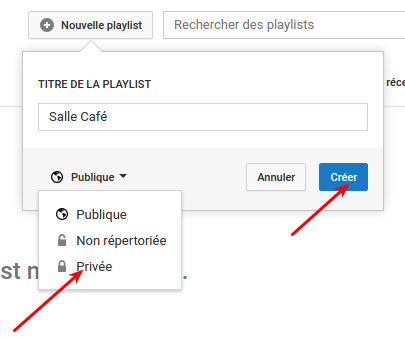 Nouvelle playlist
Rechercher des playlists
TITRE DE LA PLAYLIST
réce
Salle Café
Publique
Annuler
Créer
Publique
Non répertoriée
Privée
st n
.